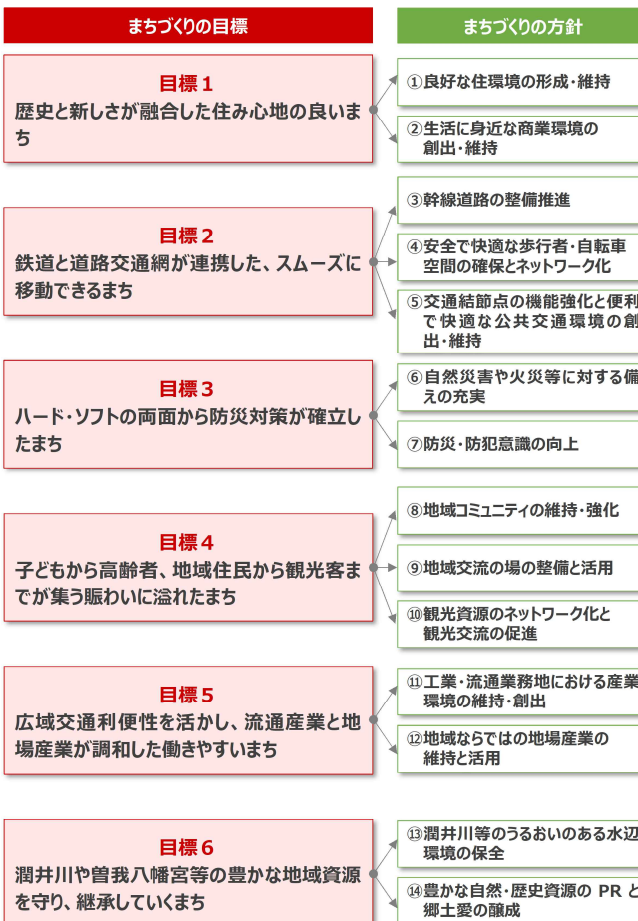 まちづくりの目標
まちづくりの方針
目標1
歴史と新しさが融合した住み心地の良いま
ち
①良好な住環境の形成・維持
②生活に身近な商業環境の
創出・維持
目標2
鉄道と道路交通網が連携した、スムーズに
移動できるまち
③幹線道路の整備推進
④安全で快適な歩行者・自転車
空間の確保とネットワーク化
⑤交通結節点の機能強化と便利
で快適な公共交通環境の創
出・維持
目標3
ハード・ソフトの両面から防災対策が確立し
たまち
⑥自然災害や火災等に対する備
えの充実
⑦防災・防犯意識の向上
目標4
子どもから高齢者、地域住民から観光客ま
でが集う賑わいに溢れたまち
⑧地域コミュニティの維持・強化
⑨地域交流の場の整備と活用
⑩観光資源のネットワーク化と
観光交流の促進
目標5
広域交通利便性を活かし、流通産業と地
場産業が調和した働きやすいまち
⑪工業・流通業務地における産業
環境の維持・創出
⑫地域ならではの地場産業の
維持と活用
目標6
潤井川や曽我八幡宮等の豊かな地域資源
を守り、継承していくまち
⑬潤井川等のうるおいのある水辺
環境の保全
⑭豊かな自然・歴史資源の PR と
郷土愛の醸成